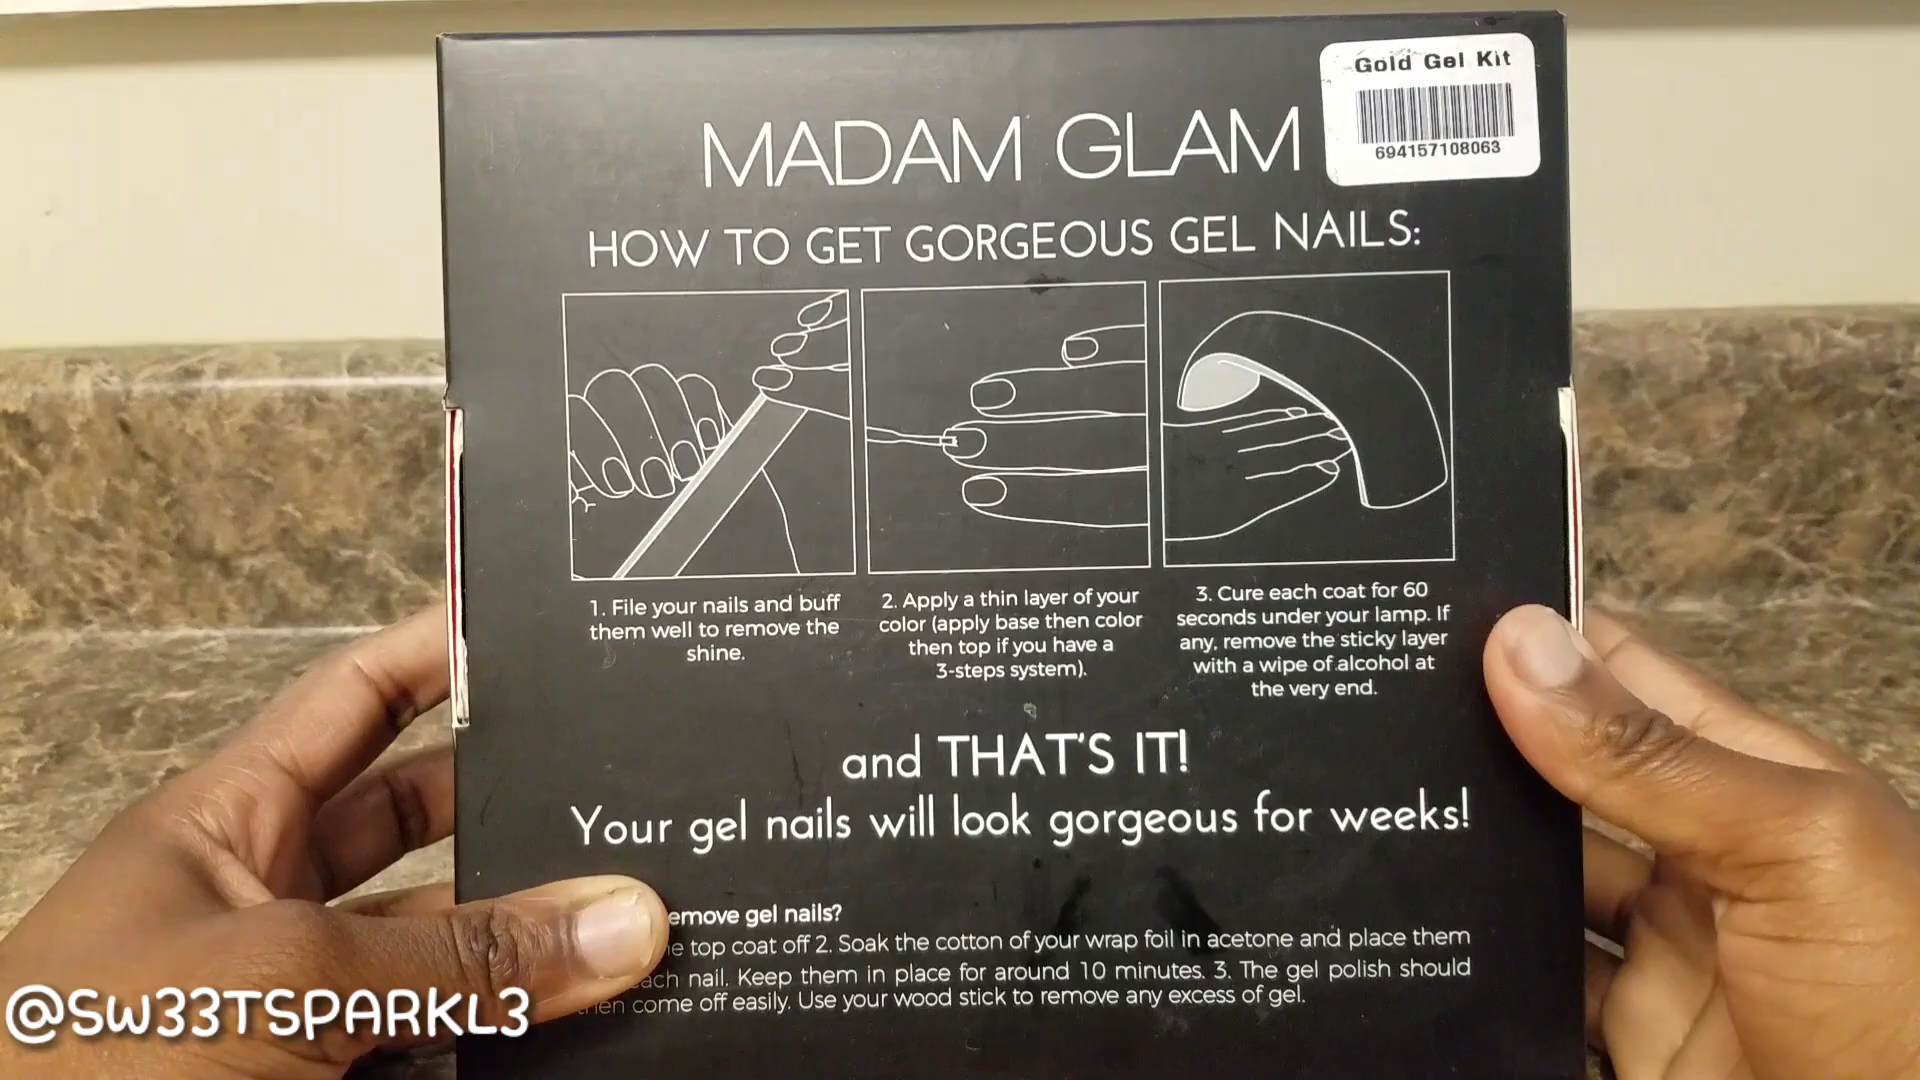 Gold Gel Kit
694157108063
MADAM GLAM
HOW TO GET GORGEOUS GEL NAILS:
1. File your nails and buff
them well to remove the
shine.
2. Apply a thin layer of your
color (apply base then color
then top if you have a
3-steps system).
3. Cure each coat for 60
seconds under your lamp. If
any, remove the sticky layer
with a wipe of alcohol at
the very end.
and THAT'S IT!
Your gel nails will look gorgeous for weeks!
gel nails?
top coat off 2. Soak the cotton of your wrap foil in acetone and place them
nail. Keep them in place for around 10 minutes. 3. The gel polish should
come off easily. Use your wood stick to remove any excess of gel.
@SW33TSPARKL3